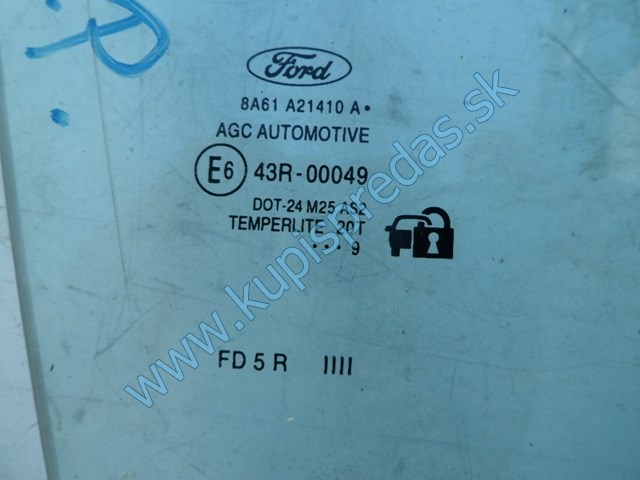 Ford
8A61 A21410 A •
AGC AUTOMOTIVE
E6 43R-00049
DOT-24 M25 AS2
TEMPERLITE 20T
• • • 9
FD 5 R IIII
www.kupispredas.sk